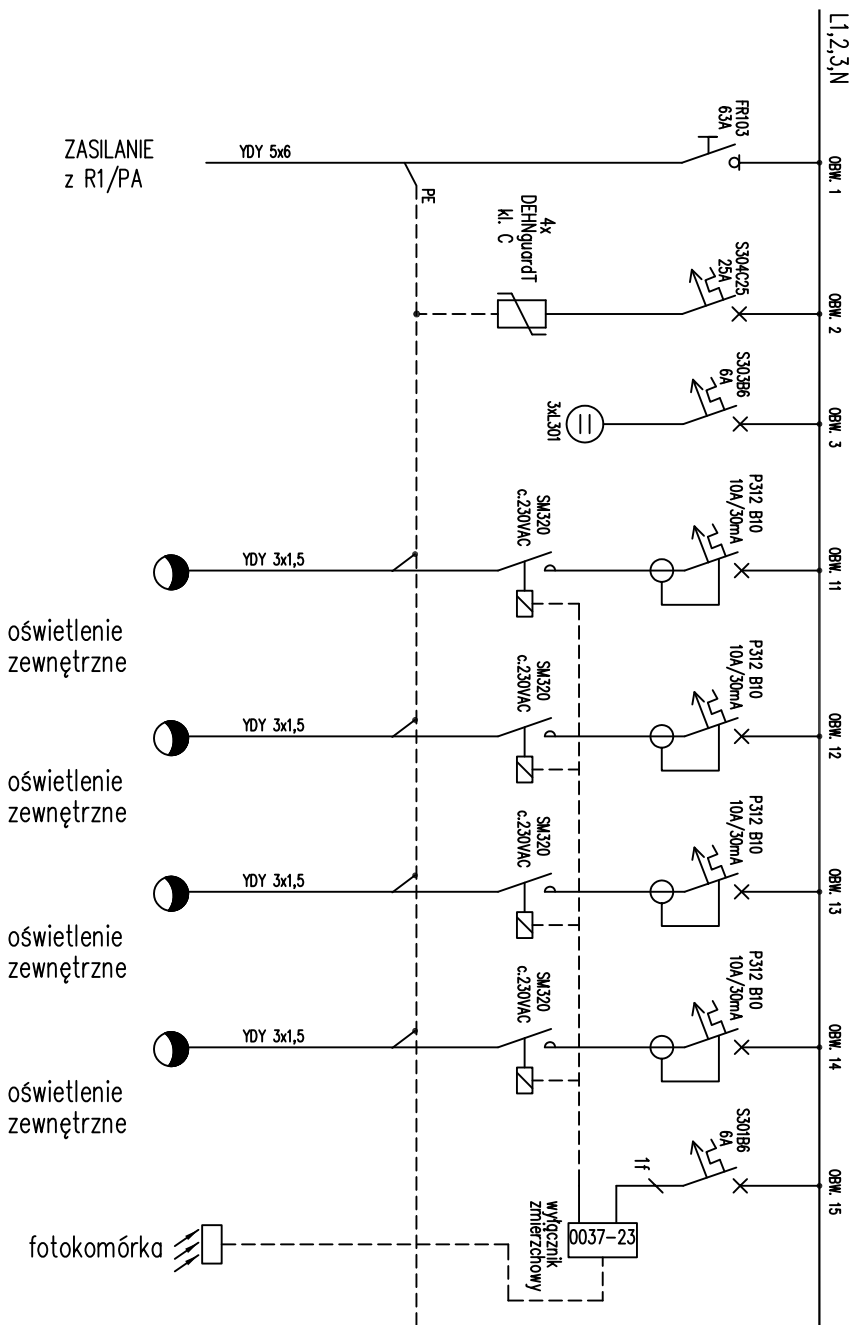 L1,2,3,N
FR103
63A
OBW. 1
ZASILANIE
z R1/PA
YDY 5x6
PE
4x
DEHNguardT
kl. C
S304C25
25A
OBW. 2
S303B6
6A
OBW. 3
3xL301
P312 B10
10A/30mA
OBW. 11
SM320
c.230VAC
YDY 3x1,5
oświetlenie
zewnętrzne
P312 B10
10A/30mA
OBW. 12
SM320
c.230VAC
YDY 3x1,5
oświetlenie
zewnętrzne
P312 B10
10A/30mA
OBW. 13
SM320
c.230VAC
YDY 3x1,5
oświetlenie
zewnętrzne
P312 B10
10A/30mA
OBW. 14
SM320
c.230VAC
YDY 3x1,5
oświetlenie
zewnętrzne
S301B6
6A
OBW. 15
1f
wyłącznik
zmierzchowy
0037-23
fotokomórka